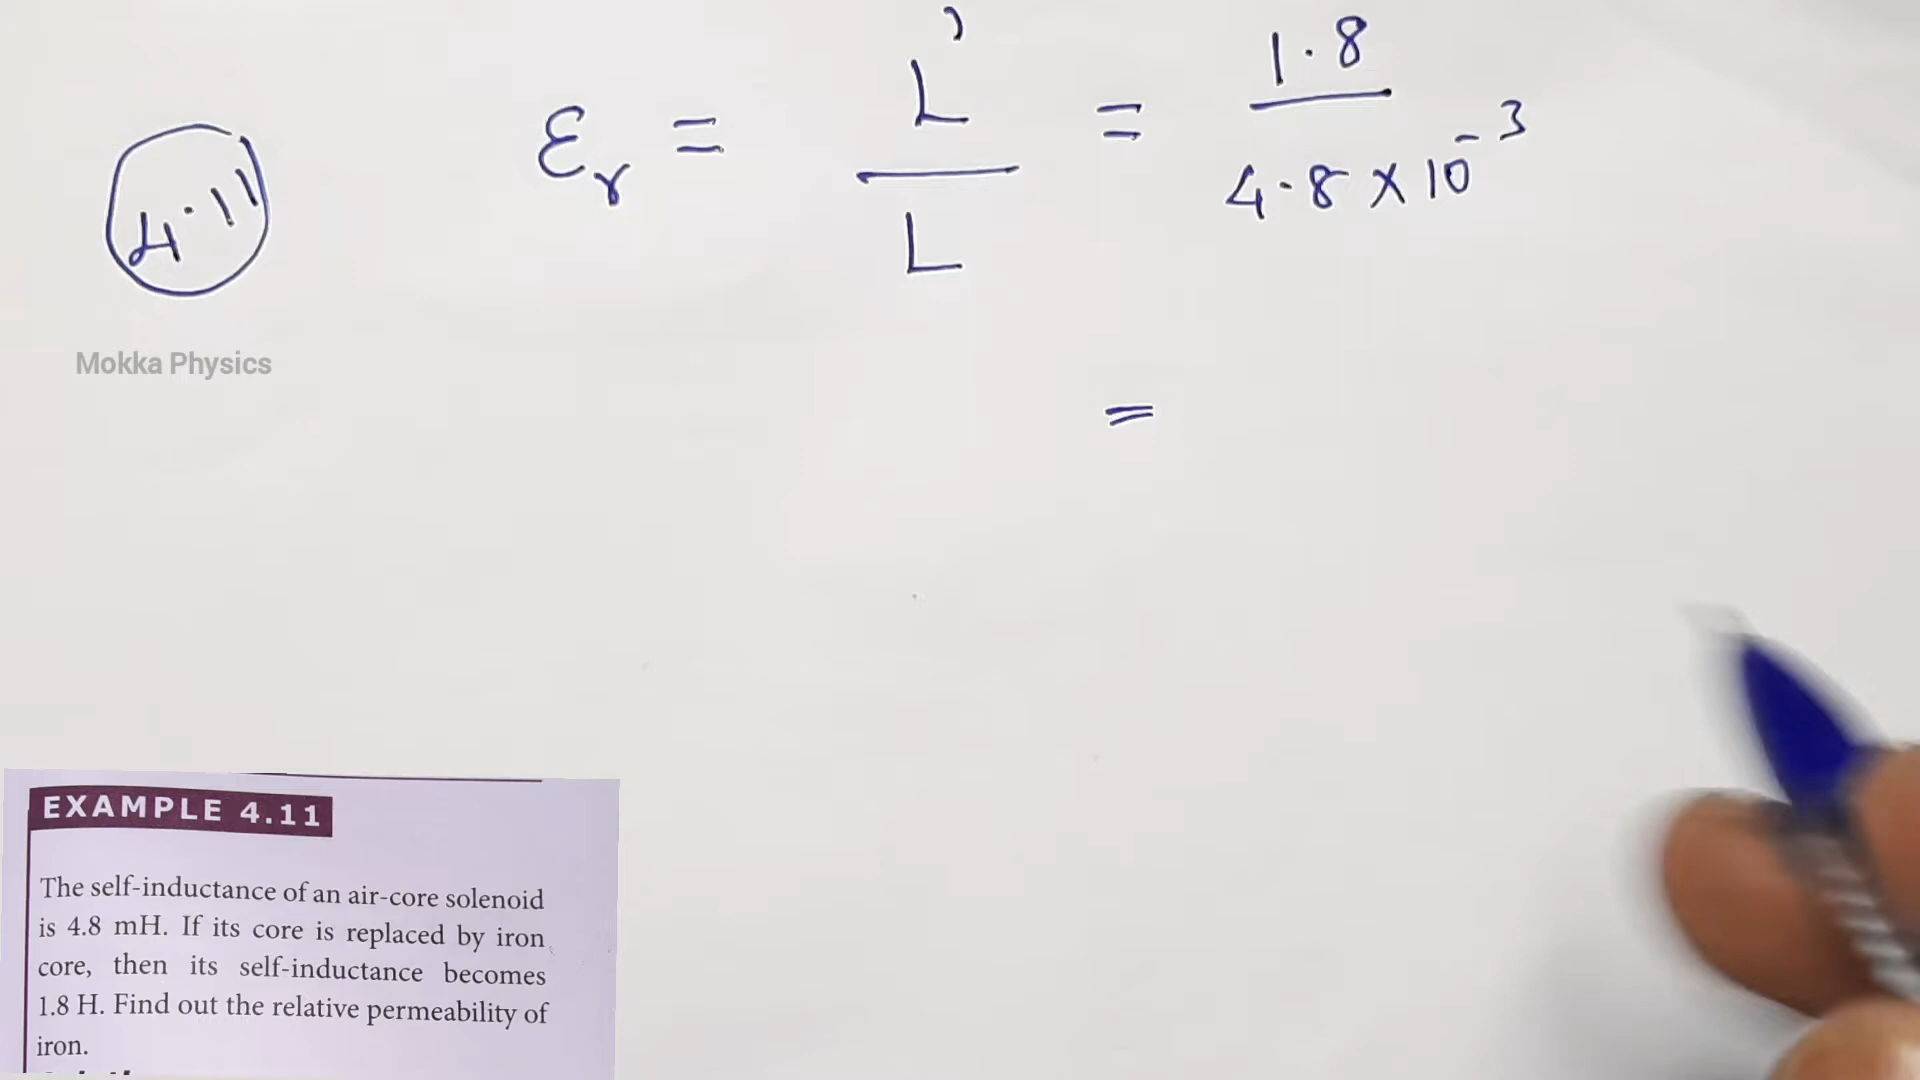 4.11
εr = L' / L = 1.8 / 4.8 × 10^-3
Mokka Physics
=
EXAMPLE 4.11
The self-inductance of an air-core solenoid
is 4.8 mH. If its core is replaced by iron
core, then its self-inductance becomes
1.8 H. Find out the relative permeability of
iron.